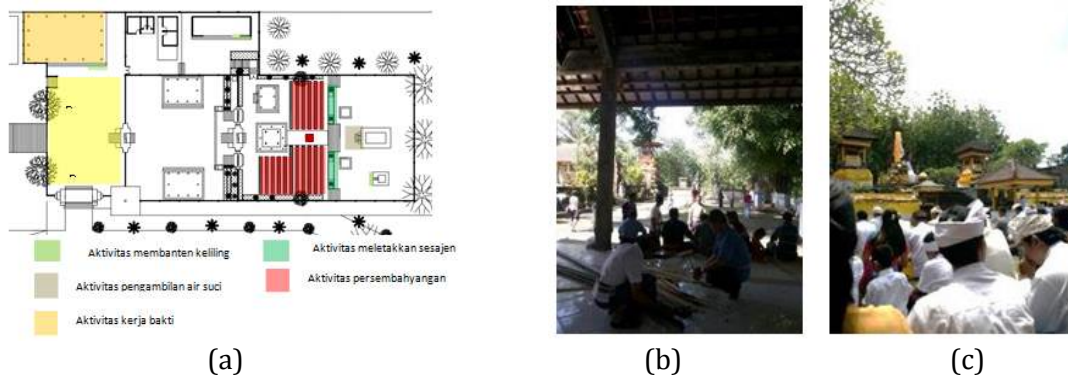 Aktivitas membanten keliling
Aktivitas pengambilan air suci
Aktivitas kerja bakti
Aktivitas meletakkan sesajen
Aktivitas persembahyangan
(a)
(b)
(c)